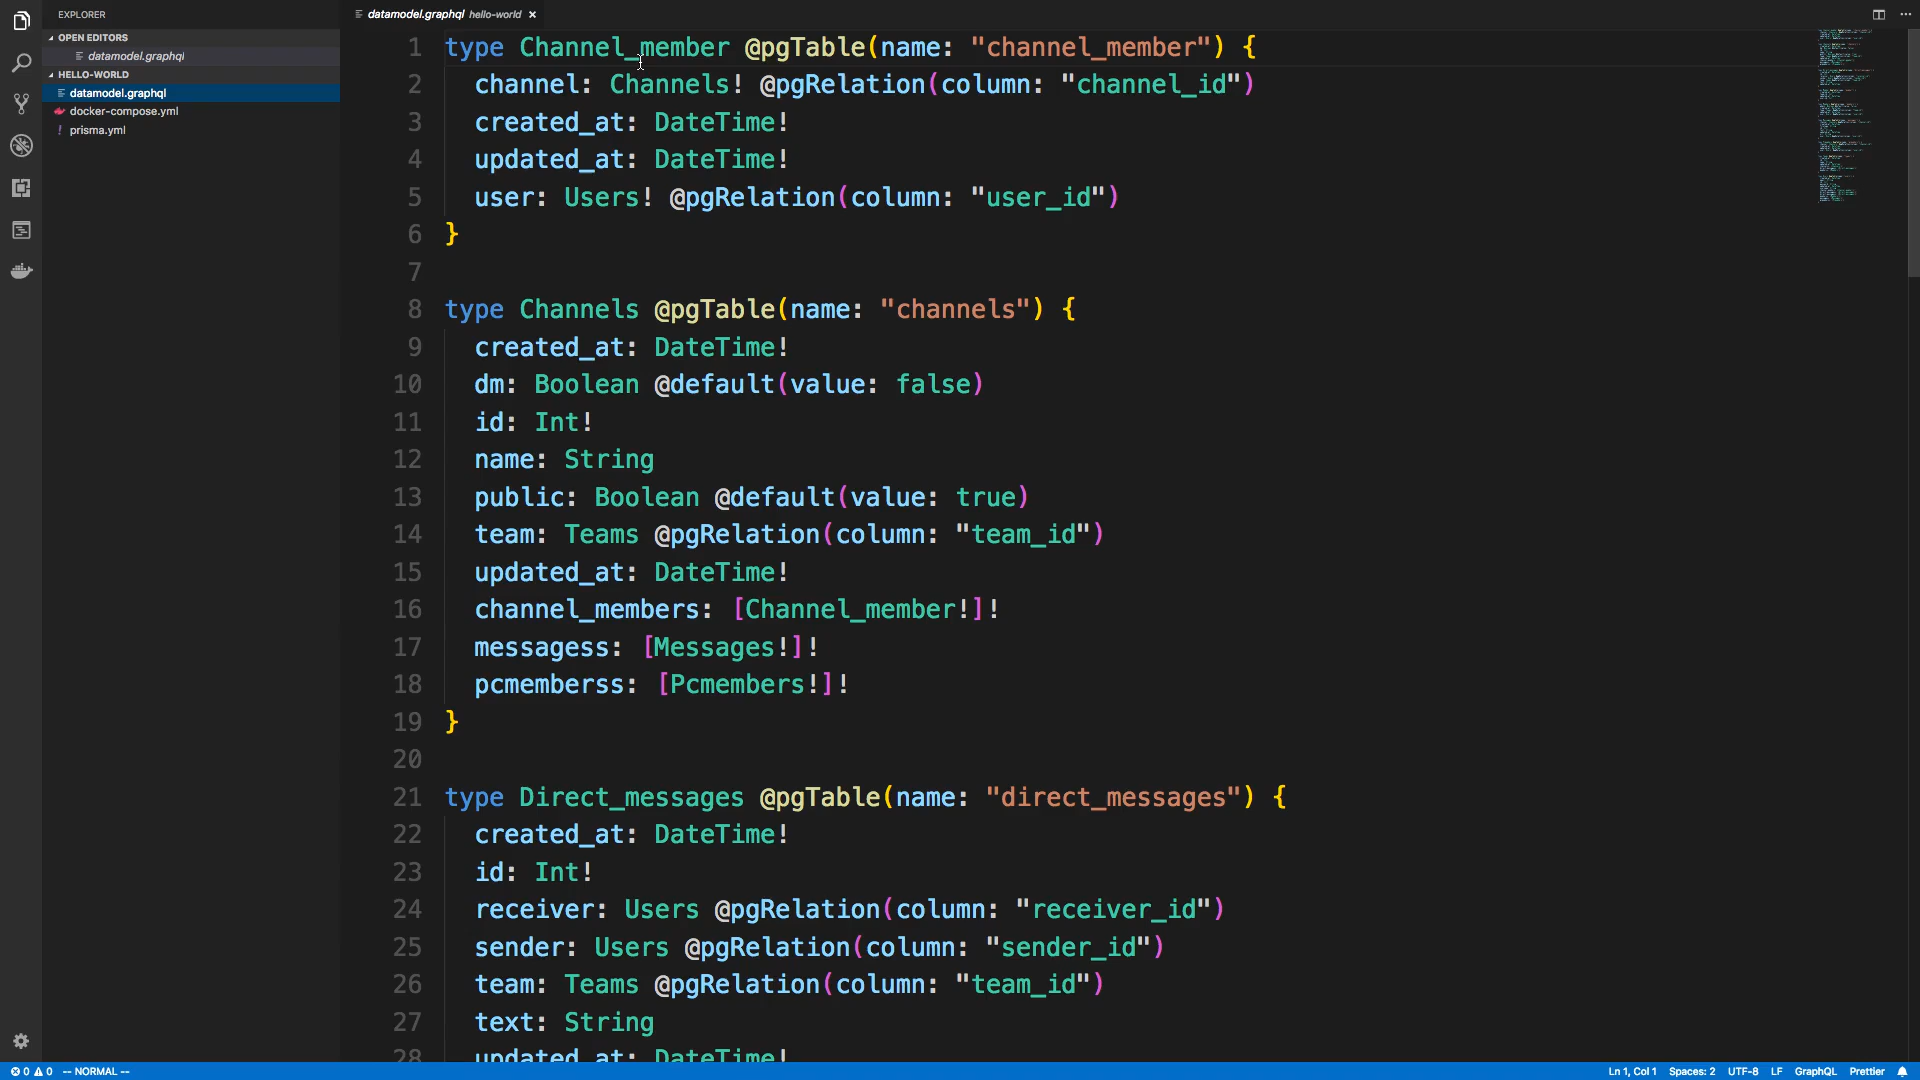 EXPLORER
OPEN EDITORS
datamodel.graphql
HELLO-WORLD
datamodel.graphql
docker-compose.yml
! prisma.yml
datamodel.graphql hello-world ×
1 type Channel_member @pgTable(name: "channel_member") {
2 channel: Channels! @pgRelation(column: "channel_id")
3 created_at: DateTime!
4 updated_at: DateTime!
5 user: Users! @pgRelation(column: "user_id")
6 }
7
8 type Channels @pgTable(name: "channels") {
9 created_at: DateTime!
10 dm: Boolean @default(value: false)
11 id: Int!
12 name: String
13 public: Boolean @default(value: true)
14 team: Teams @pgRelation(column: "team_id")
15 updated_at: DateTime!
16 channel_members: [Channel_member!]!
17 messagess: [Messages!]!
18 pcmemberss: [Pcmembers!]!
19 }
20
21 type Direct_messages @pgTable(name: "direct_messages") {
22 created_at: DateTime!
23 id: Int!
24 receiver: Users @pgRelation(column: "receiver_id")
25 sender: Users @pgRelation(column: "sender_id")
26 team: Teams @pgRelation(column: "team_id")
27 text: String
28 updated_at: DateTime!
0 0 -- NORMAL --
Ln 1, Col 1 Spaces: 2 UTF-8 LF GraphQL Prettier